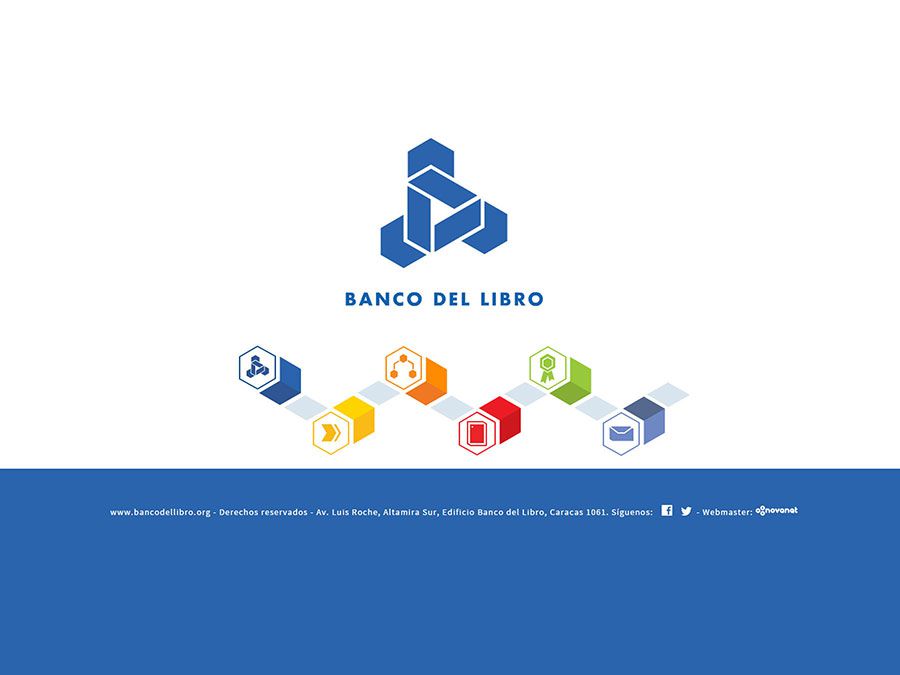 BANCO DEL LIBRO
www.bancodellibro.org - Derechos reservados - Av. Luis Roche, Altamira Sur, Edificio Banco del Libro, Caracas 1061. Síguenos: - Webmaster: novanet